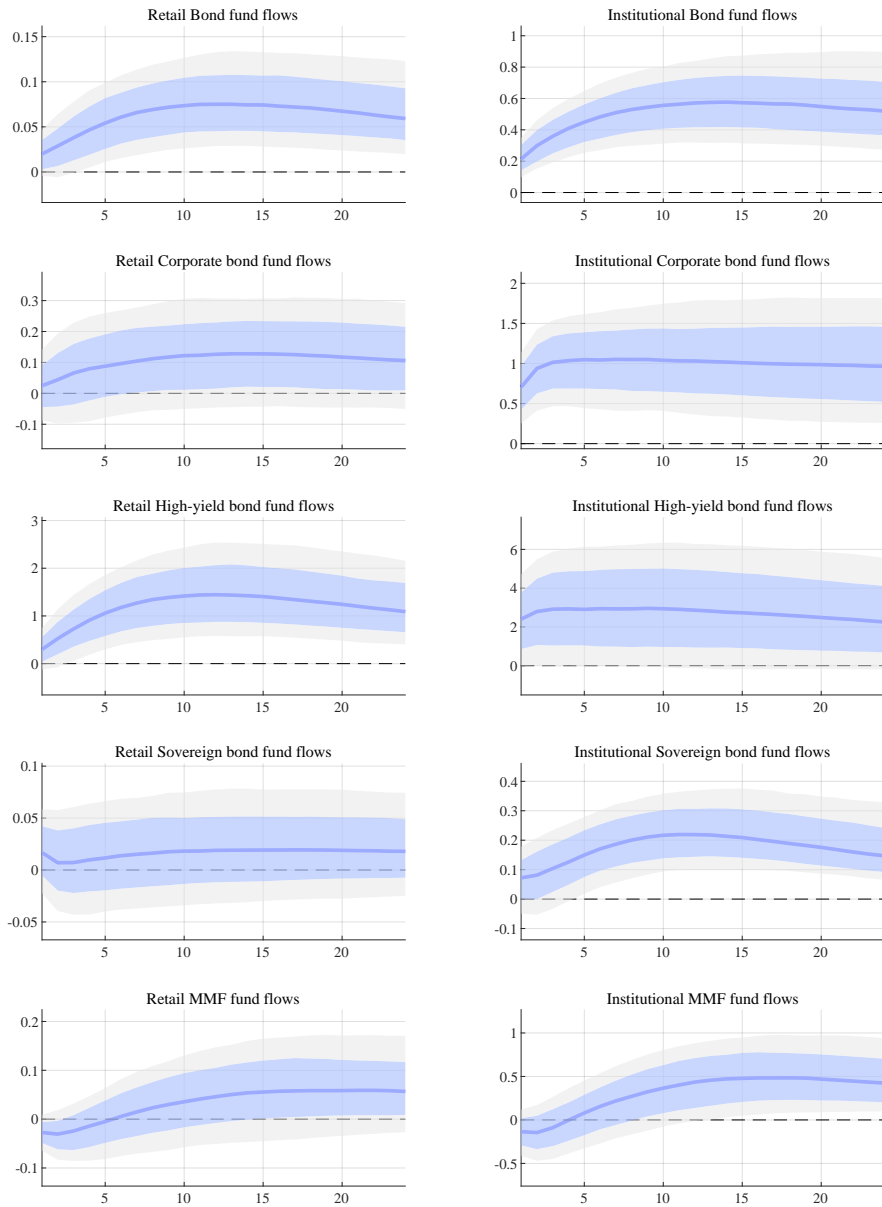 Retail Bond fund flows
0.15
0.1
0.05
0
5 10 15 20
Institutional Bond fund flows
1
0.8
0.6
0.4
0.2
0
5 10 15 20
Retail Corporate bond fund flows
0.3
0.2
0.1
0
-0.1
5 10 15 20
Institutional Corporate bond fund flows
2
1.5
1
0.5
0
5 10 15 20
Retail High-yield bond fund flows
3
2
1
0
5 10 15 20
Institutional High-yield bond fund flows
6
4
2
0
5 10 15 20
Retail Sovereign bond fund flows
0.1
0.05
0
-0.05
5 10 15 20
Institutional Sovereign bond fund flows
0.4
0.3
0.2
0.1
0
-0.1
5 10 15 20
Retail MMF fund flows
0.2
0.1
0
-0.1
5 10 15 20
Institutional MMF fund flows
1
0.5
0
-0.5
5 10 15 20